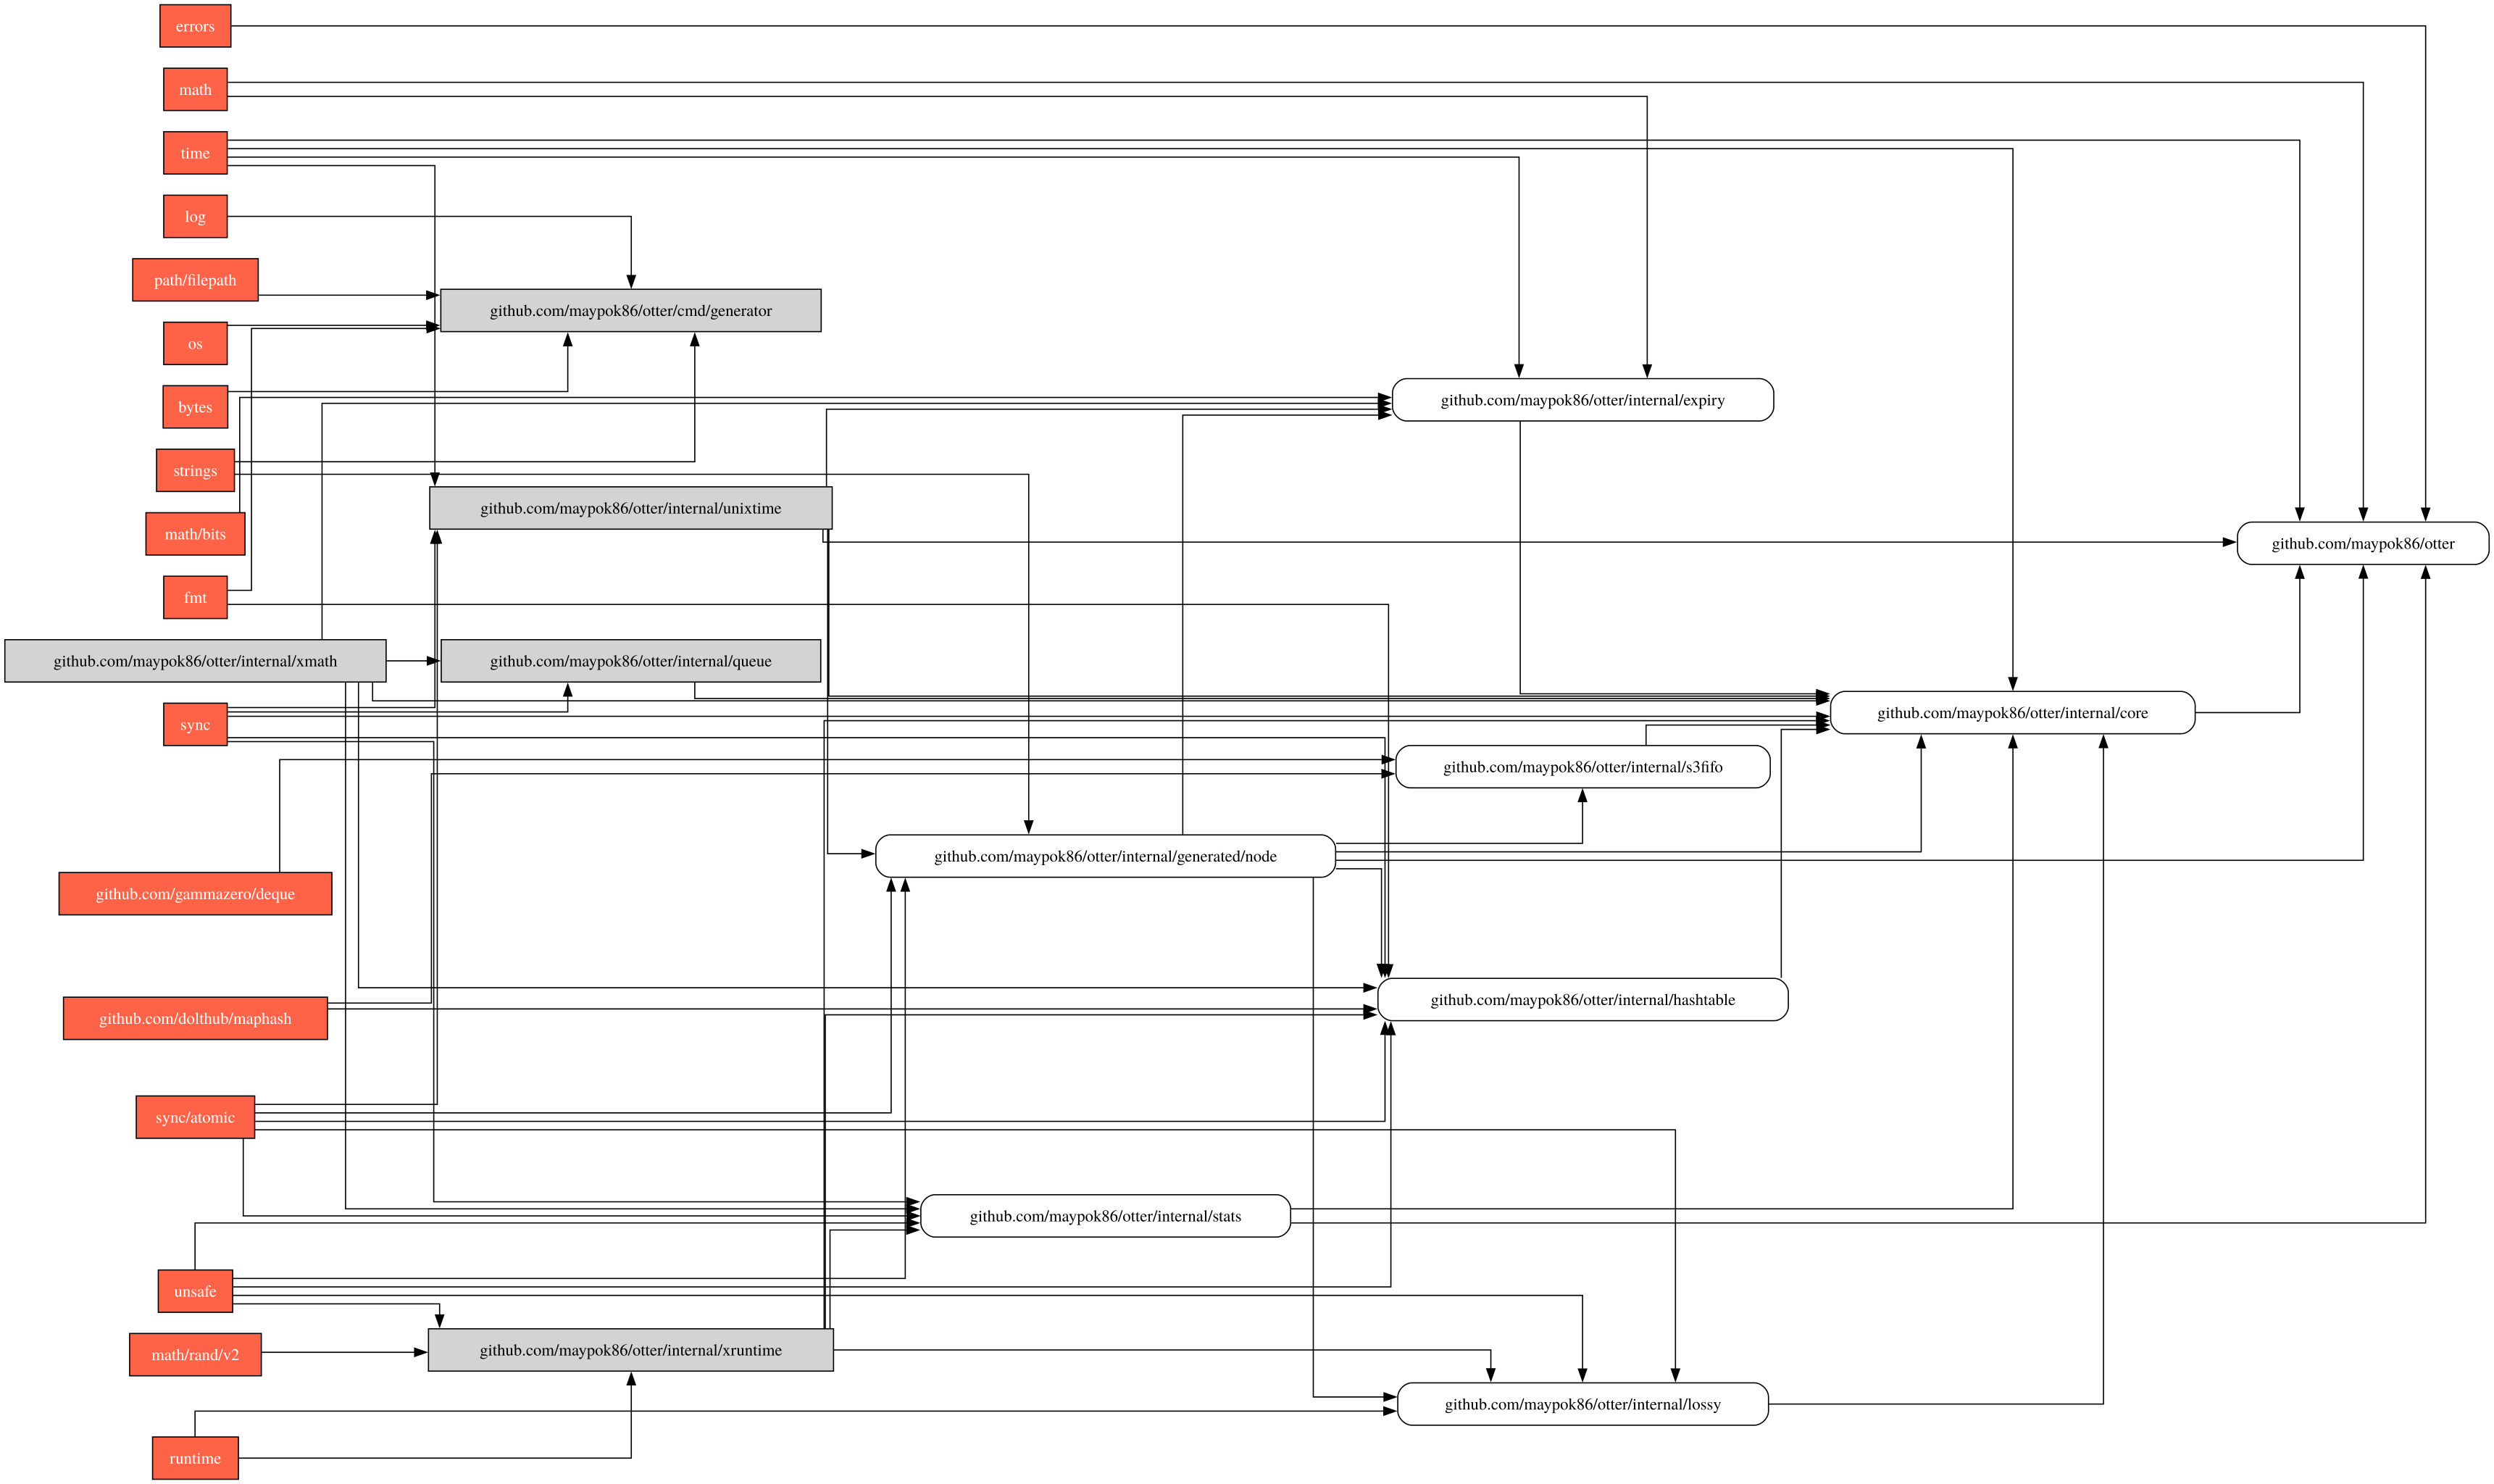 errors
math
time
log
path/filepath
github.com/maypok86/otter/cmd/generator
os
bytes
github.com/maypok86/otter/internal/expiry
strings
github.com/maypok86/otter/internal/unixtime
math/bits
github.com/maypok86/otter
fmt
github.com/maypok86/otter/internal/xmath
github.com/maypok86/otter/internal/queue
sync
github.com/maypok86/otter/internal/core
github.com/maypok86/otter/internal/s3fifo
github.com/maypok86/otter/internal/generated/node
github.com/gammazero/deque
github.com/maypok86/otter/internal/hashtable
github.com/dolthub/maphash
sync/atomic
github.com/maypok86/otter/internal/stats
unsafe
math/rand/v2
github.com/maypok86/otter/internal/xruntime
github.com/maypok86/otter/internal/lossy
runtime